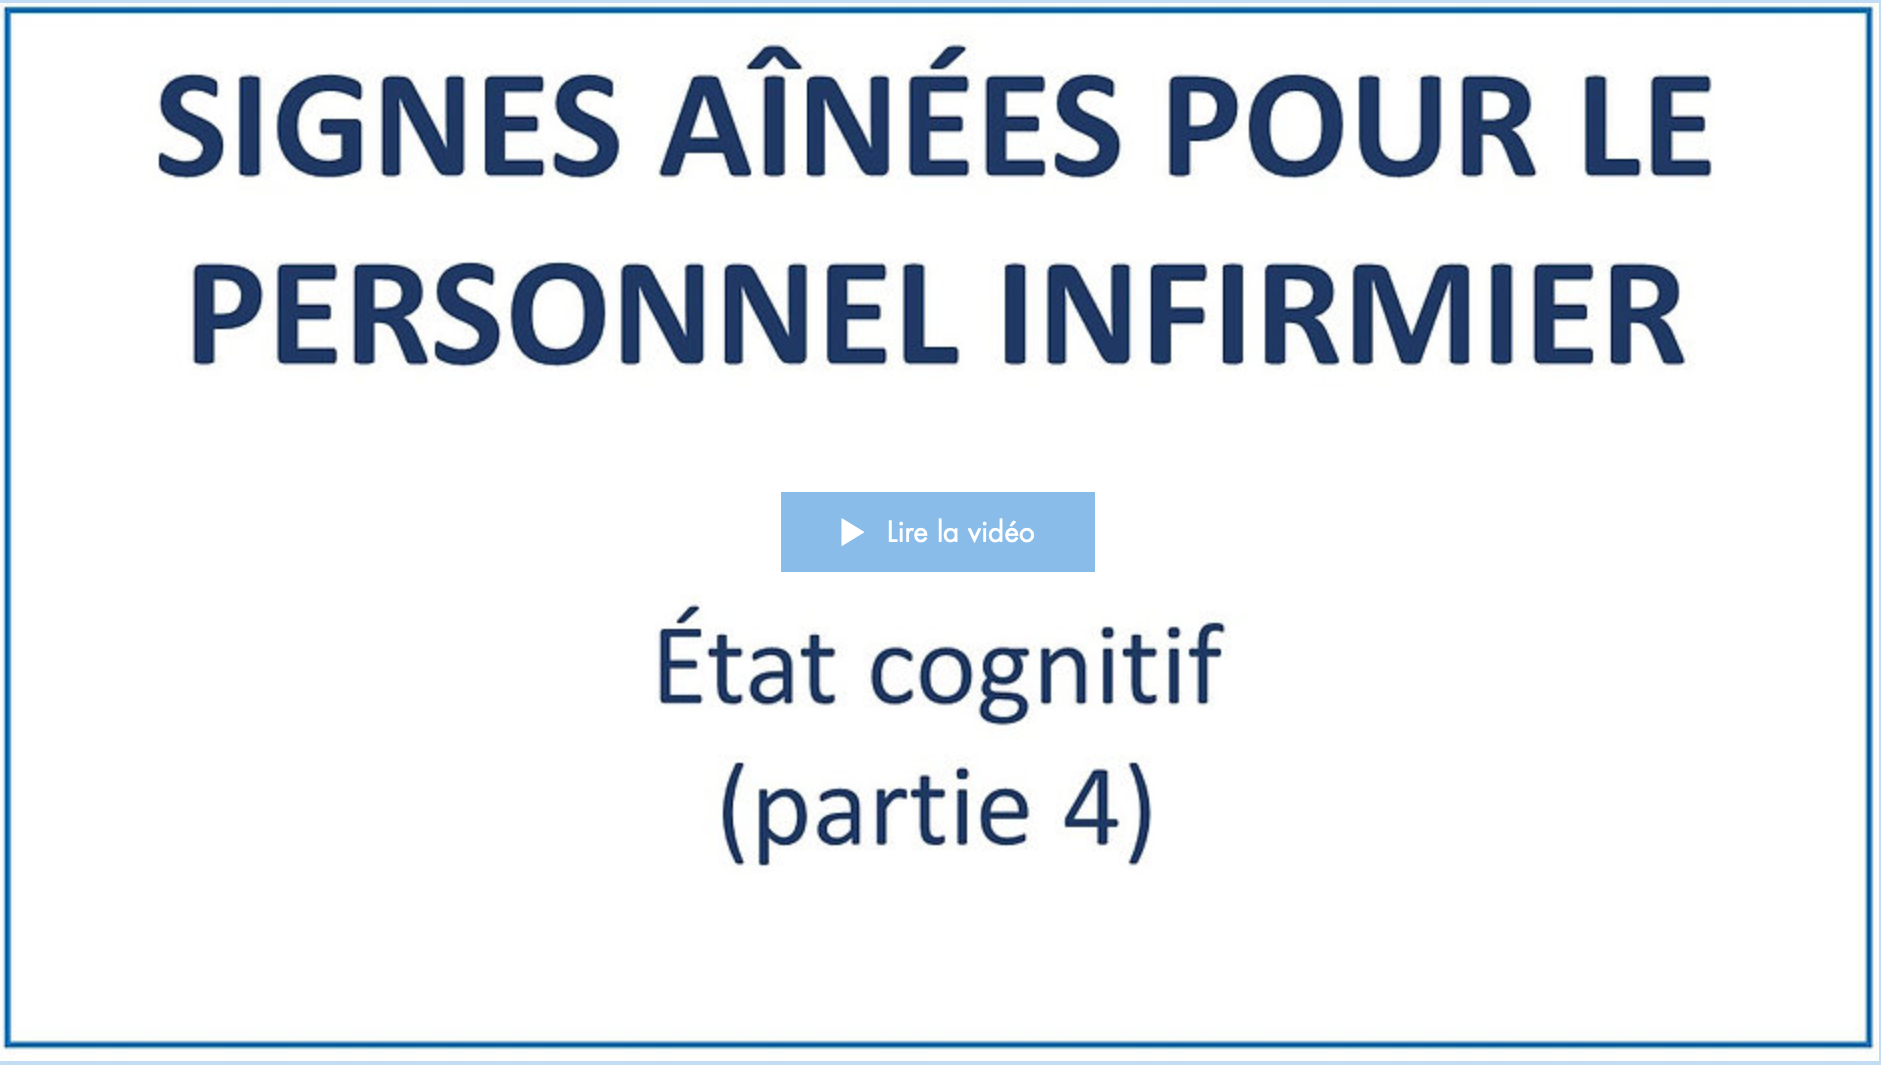 SIGNES AÎNÉES POUR LE
PERSONNEL INFIRMIER
Lire la vidéo
État cognitif
(partie 4)